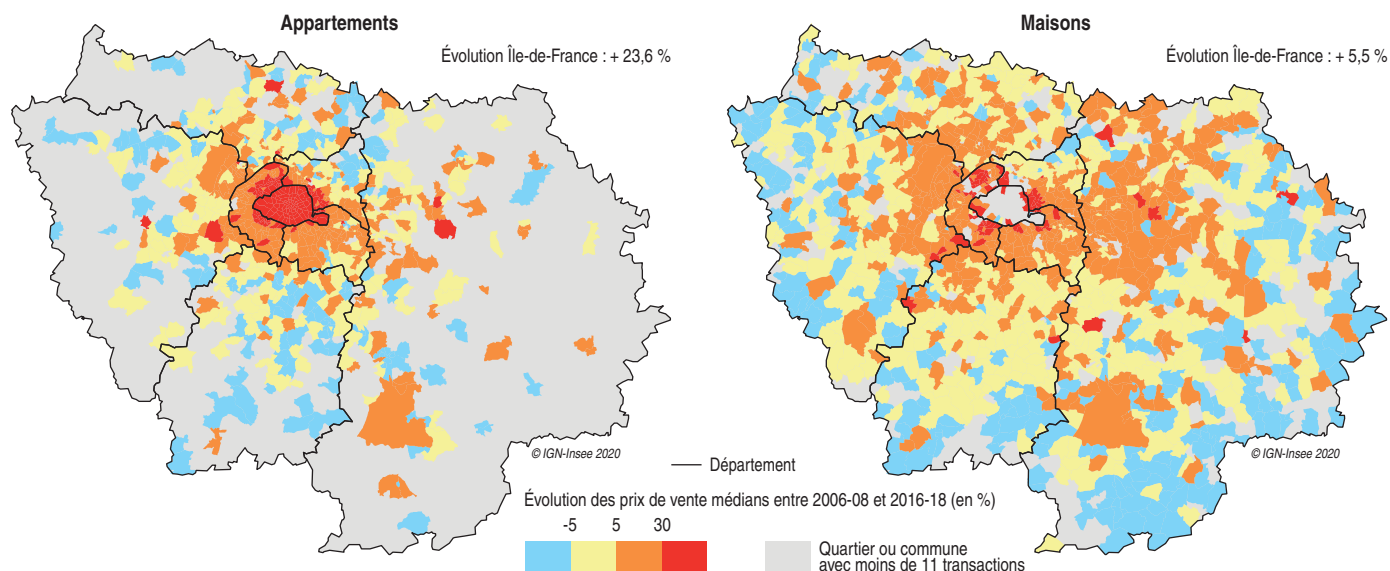 Appartements
Évolution Île-de-France : + 23,6 %
Maisons
Évolution Île-de-France : + 5,5 %
© IGN-Insee 2020
© IGN-Insee 2020
Département
Évolution des prix de vente médians entre 2006-08 et 2016-18 (en %)
-5 5 30
Quartier ou commune
avec moins de 11 transactions